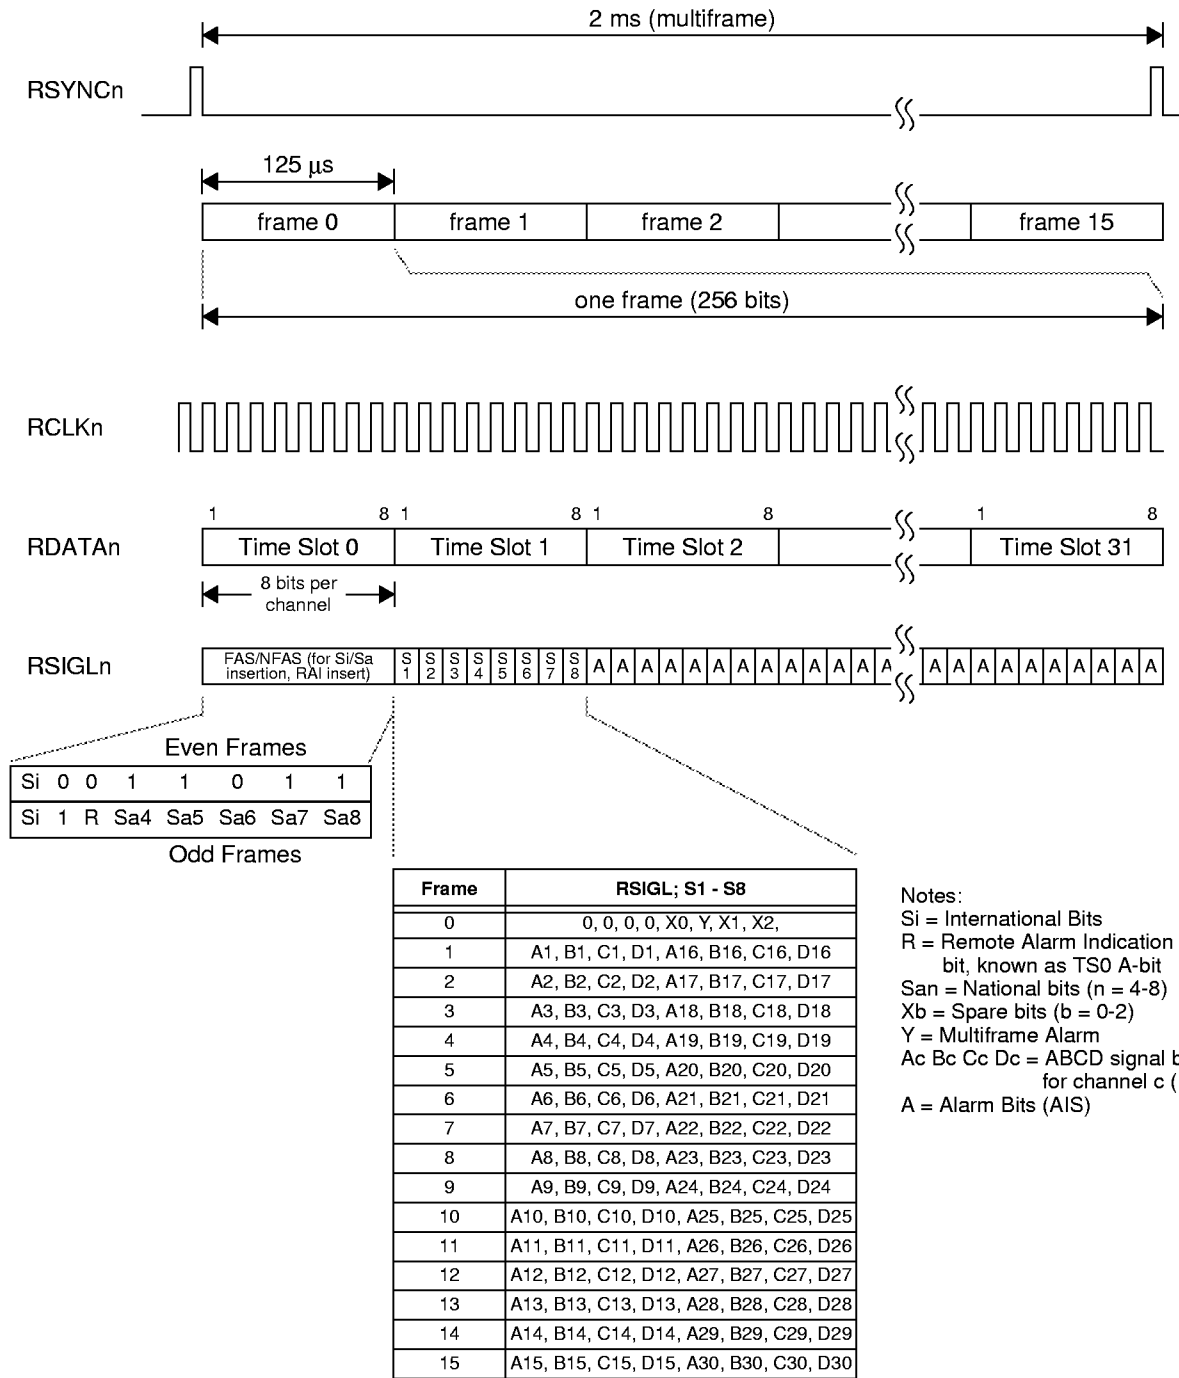 2 ms (multiframe)
RSYNCn
125 µs
frame 0 frame 1 frame 2 frame 15
one frame (256 bits)
RCLKn
1 8 1 8 1 8 1 8
RDATAn Time Slot 0 Time Slot 1 Time Slot 2 Time Slot 31
8 bits per
channel
RSIGLn
FAS/NFAS (for Si/Sa
insertion, RAI insert)
S1 S2 S3 S4 S5 S6 S7 S8 A A A A A A A A A A A A A A A A A A A A A A A
Even Frames
Si 0 0 1 1 0 1 1
Si 1 R Sa4 Sa5 Sa6 Sa7 Sa8
Odd Frames
Frame RSIGL; S1 - S8
0 0, 0, 0, 0, X0, Y, X1, X2,
1 A1, B1, C1, D1, A16, B16, C16, D16
2 A2, B2, C2, D2, A17, B17, C17, D17
3 A3, B3, C3, D3, A18, B18, C18, D18
4 A4, B4, C4, D4, A19, B19, C19, D19
5 A5, B5, C5, D5, A20, B20, C20, D20
6 A6, B6, C6, D6, A21, B21, C21, D21
7 A7, B7, C7, D7, A22, B22, C22, D22
8 A8, B8, C8, D8, A23, B23, C23, D23
9 A9, B9, C9, D9, A24, B24, C24, D24
10 A10, B10, C10, D10, A25, B25, C25, D25
11 A11, B11, C11, D11, A26, B26, C26, D26
12 A12, B12, C12, D12, A27, B27, C27, D27
13 A13, B13, C13, D13, A28, B28, C28, D28
14 A14, B14, C14, D14, A29, B29, C29, D29
15 A15, B15, C15, D15, A30, B30, C30, D30
Notes:
Si = International Bits
R = Remote Alarm Indication
bit, known as TS0 A-bit
San = National bits (n = 4-8)
Xb = Spare bits (b = 0-2)
Y = Multiframe Alarm
Ac Bc Cc Dc = ABCD signal
for channel c (
A = Alarm Bits (AIS)